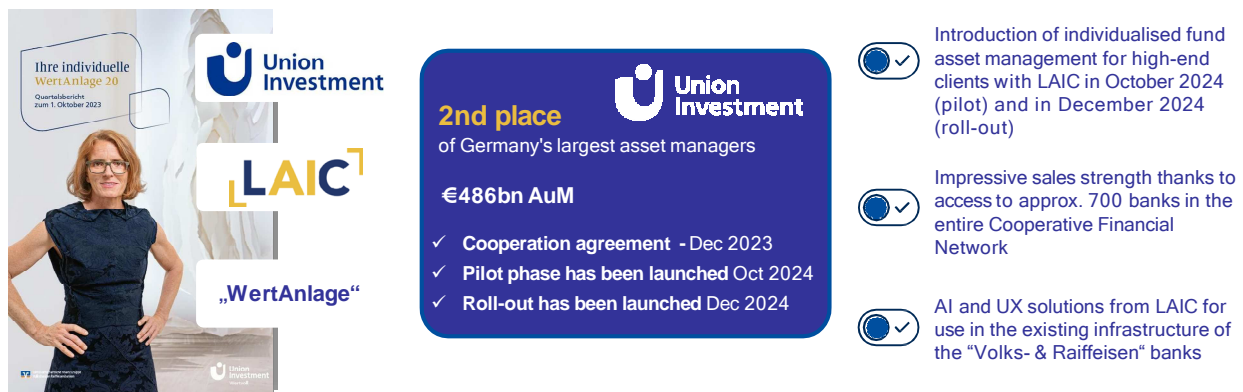 Ihre individuelle
WertAnlage 20
Quartalsbericht
zum 1. Oktober 2023
Union
Investment
LAIC
„WertAnlage“
Union
Investment
2nd place
of Germany's largest asset managers
€486bn AuM
✓ Cooperation agreement - Dec 2023
✓ Pilot phase has been launched Oct 2024
✓ Roll-out has been launched Dec 2024
Introduction of individualised fund
asset management for high-end
clients with LAIC in October 2024
(pilot) and in December 2024
(roll-out)
Impressive sales strength thanks to
access to approx. 700 banks in the
entire Cooperative Financial
Network
AI and UX solutions from LAIC for
use in the existing infrastructure of
the “Volks- & Raiffeisen“ banks
Union
Investment